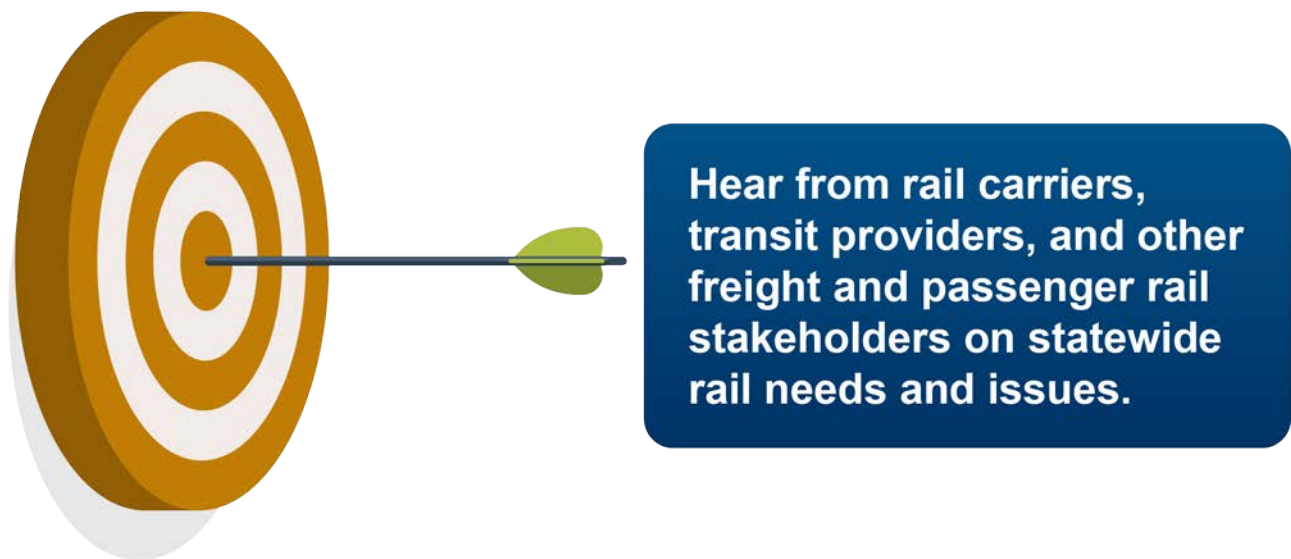 Hear from rail carriers,
transit providers, and other
freight and passenger rail
stakeholders on statewide
rail needs and issues.